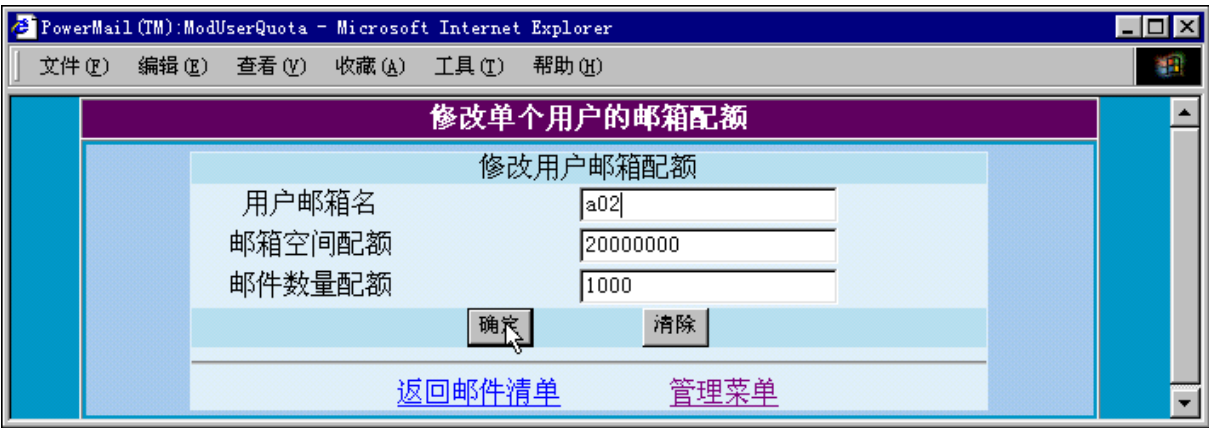 PowerMail(TM):ModUserQuota - Microsoft Internet Explorer
文件(F) 编辑(E) 查看(V) 收藏(A) 工具(T) 帮助(H)
修改单个用户的邮箱配额
修改用户邮箱配额
用户邮箱名 a02
邮箱空间配额 20000000
邮件数量配额 1000
确定 清除
返回邮件清单 管理菜单